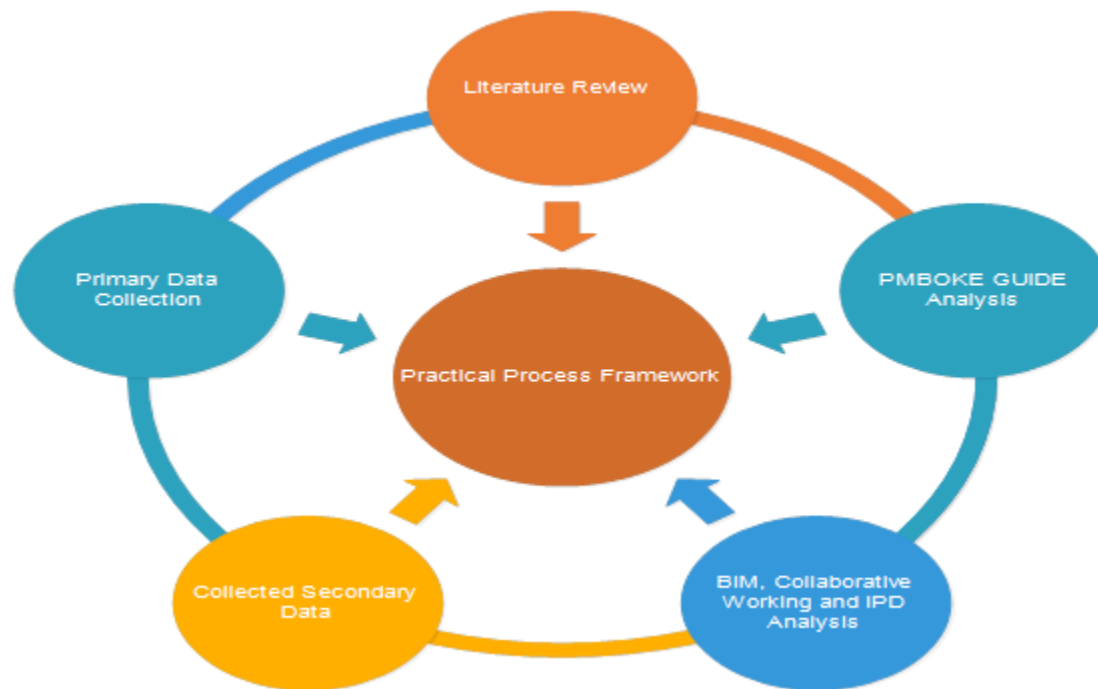 Literature Review
Primary Data
Collection
PMBOKE GUIDE
Analysis
Practical Process Framework
Collected Secondary
Data
BIM, Collaborative
Working and IPD
Analysis